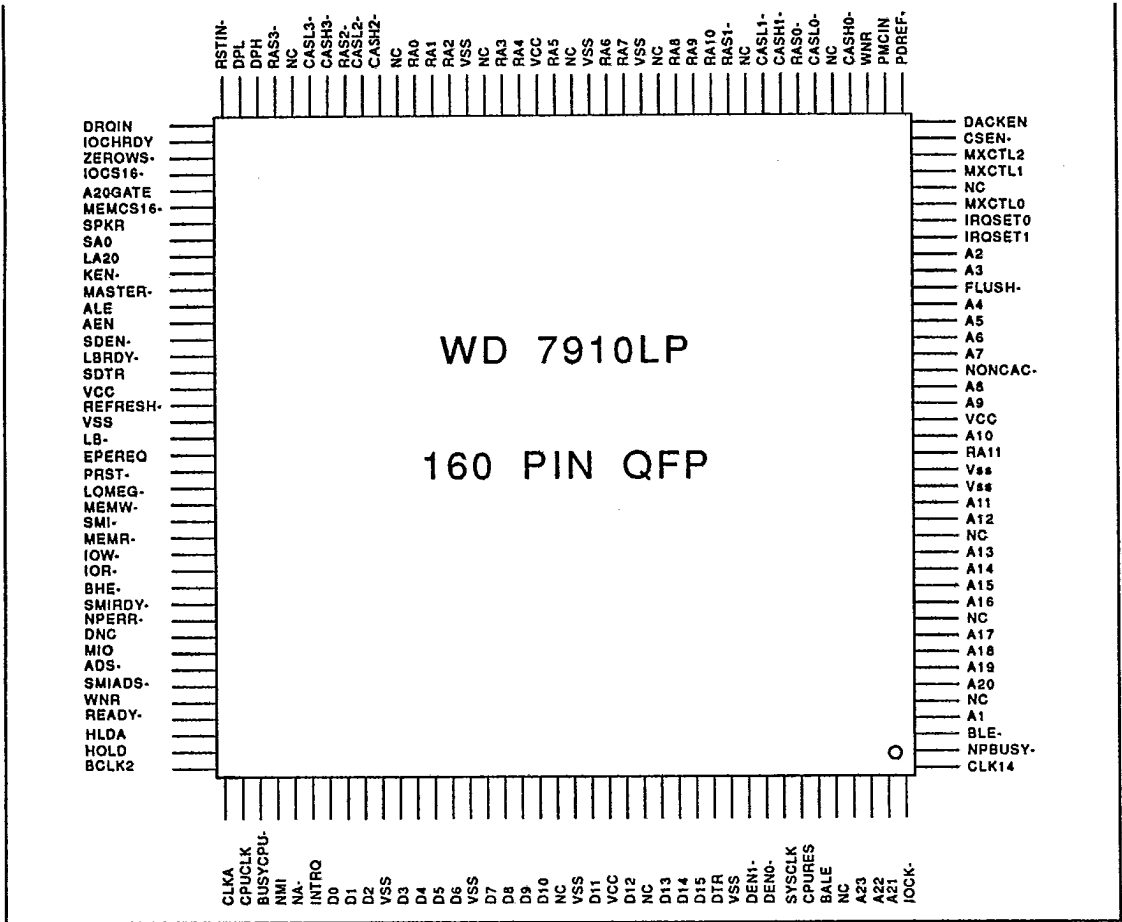 RSTIN-
DPL
DPH
RAS3-
NC
CASL3-
CASH3-
RAS2-
CASL2-
CASH2-
NC
RA0
RA1
RA2
VSS
NC
RA3
RA4
VCC
RA5
NC
VSS
RA6
RA7
VSS
NC
RA8
RA9
RA10
RAS1-
NC
CASL1-
CASH1-
RAS0-
CASL0-
NC
CASH0-
WNR
PMCIN
PDREF-
DRQIN
IOCHRDY
ZEROWS-
IOCS16-
A20GATE
MEMCS16-
SPKR
SA0
LA20
KEN-
MASTER-
ALE
AEN
SDEN-
LBRDY-
SDTR
VCC
REFRESH-
VSS
LB-
EPEREQ
PRST-
LOMEG-
MEMW-
SMI-
MEMR-
IOW-
IOR-
BHE-
SMIRDY-
NPERR-
DNC
MIO
ADS-
SMIADS-
WNR
READY-
HLDA
HOLD
BCLK2
WD 7910LP
160 PIN QFP
DACKEN
CSEN-
MXCTL2
MXCTL1
NC
MXCTL0
IRQSET0
IRQSET1
A2
A3
FLUSH-
A4
A5
A6
A7
NONCAC-
A8
A9
VCC
A10
RA11
Vss
Vss
A11
A12
NC
A13
A14
A15
A16
NC
A17
A18
A19
A20
NC
A1
BLE-
NPBUSY-
CLK14
CLKA
CPUCLK
BUSYCPU-
NMI
NA-
INTRQ
D0
D1
D2
VSS
D3
D4
D5
D6
VSS
D7
D8
D9
D10
NC
VSS
D11
VCC
D12
NC
D13
D14
D15
DTR
VSS
DEN1-
DEN0-
SYSCLK
CPURES
BALE
NC
A23
A22
A21
IOCK-